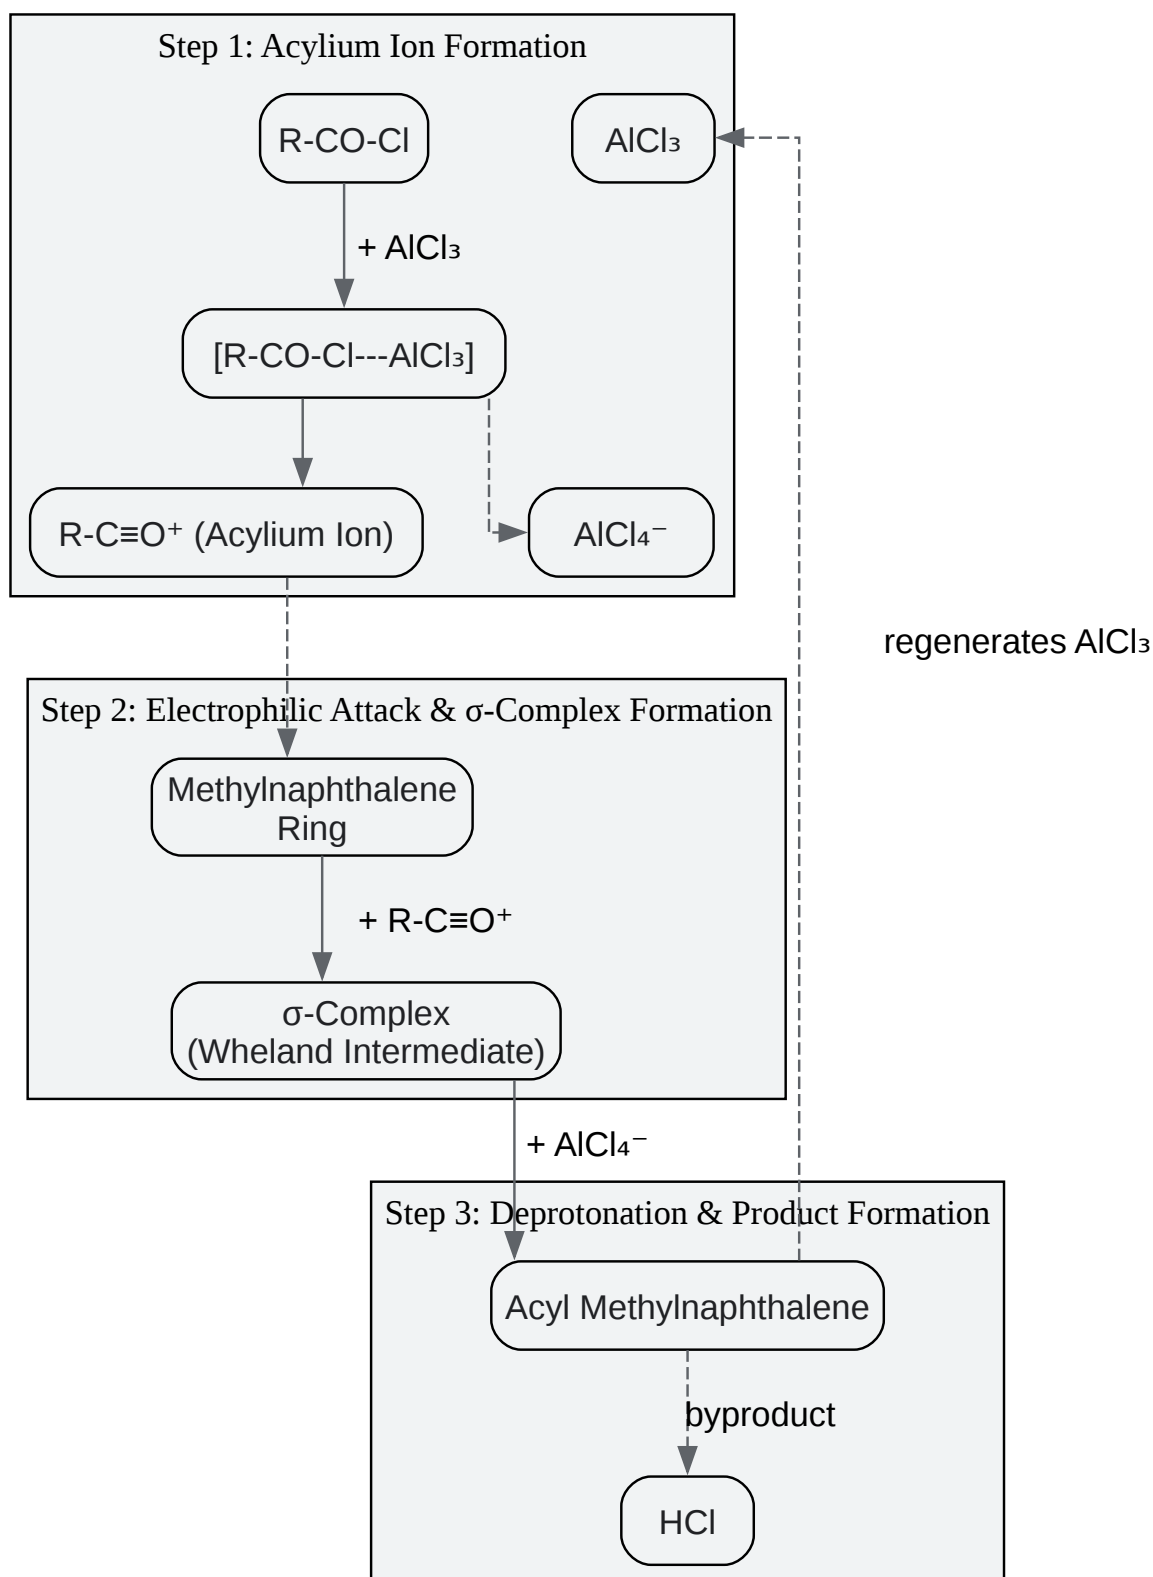 Step 1: Acylium Ion Formation
R-CO-Cl
AlCl₃
+ AlCl₃
[R-CO-Cl---AlCl₃]
R-C≡O⁺ (Acylium Ion)
AlCl₄⁻
regenerates AlCl₃
Step 2: Electrophilic Attack & σ-Complex Formation
Methylnaphthalene
Ring
+ R-C≡O⁺
σ-Complex
(Wheland Intermediate)
+ AlCl₄⁻
Step 3: Deprotonation & Product Formation
Acyl Methylnaphthalene
byproduct
HCl